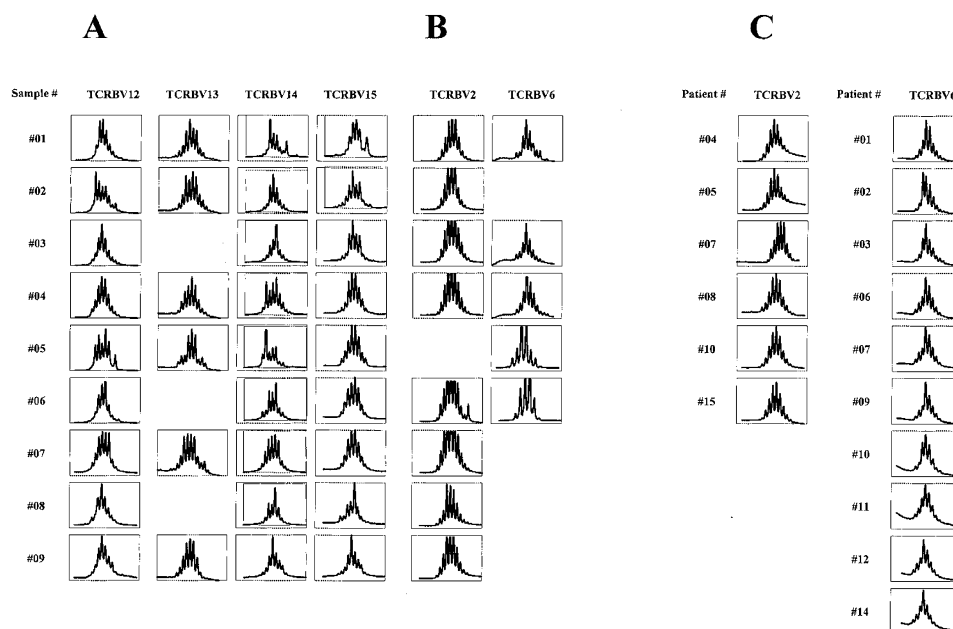 A B C
Sample # TCRBV12 TCRBV13 TCRBV14 TCRBV15 TCRBV2 TCRBV6 Patient # TCRBV2 Patient # TCRBV6
#01 #04 #01
#02 #05 #02
#03 #07 #03
#04 #08 #06
#05 #10 #07
#06 #15 #09
#07 #10
#08 #11
#09 #12
#14